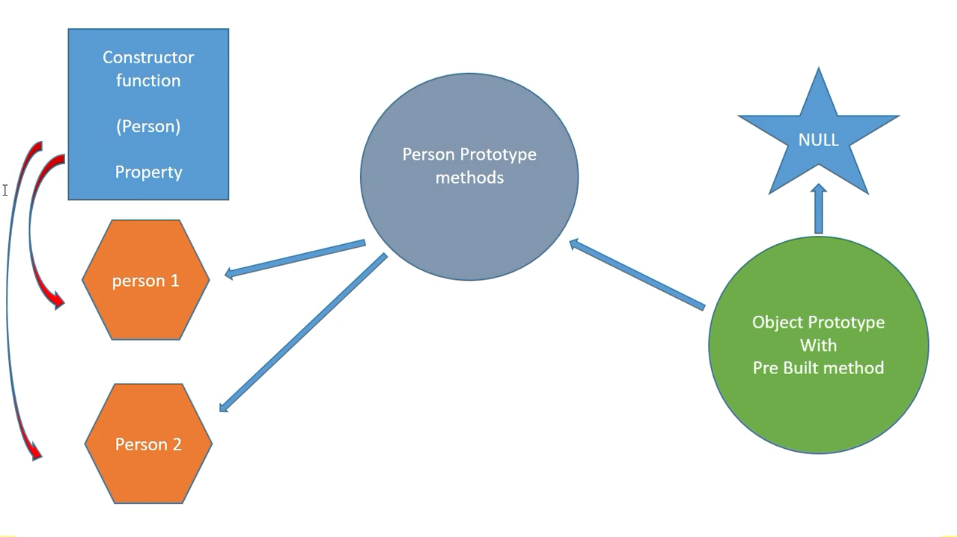 Constructor
function
(Person)
Property
person 1
Person 2
Person Prototype
methods
NULL
Object Prototype
With
Pre Built method